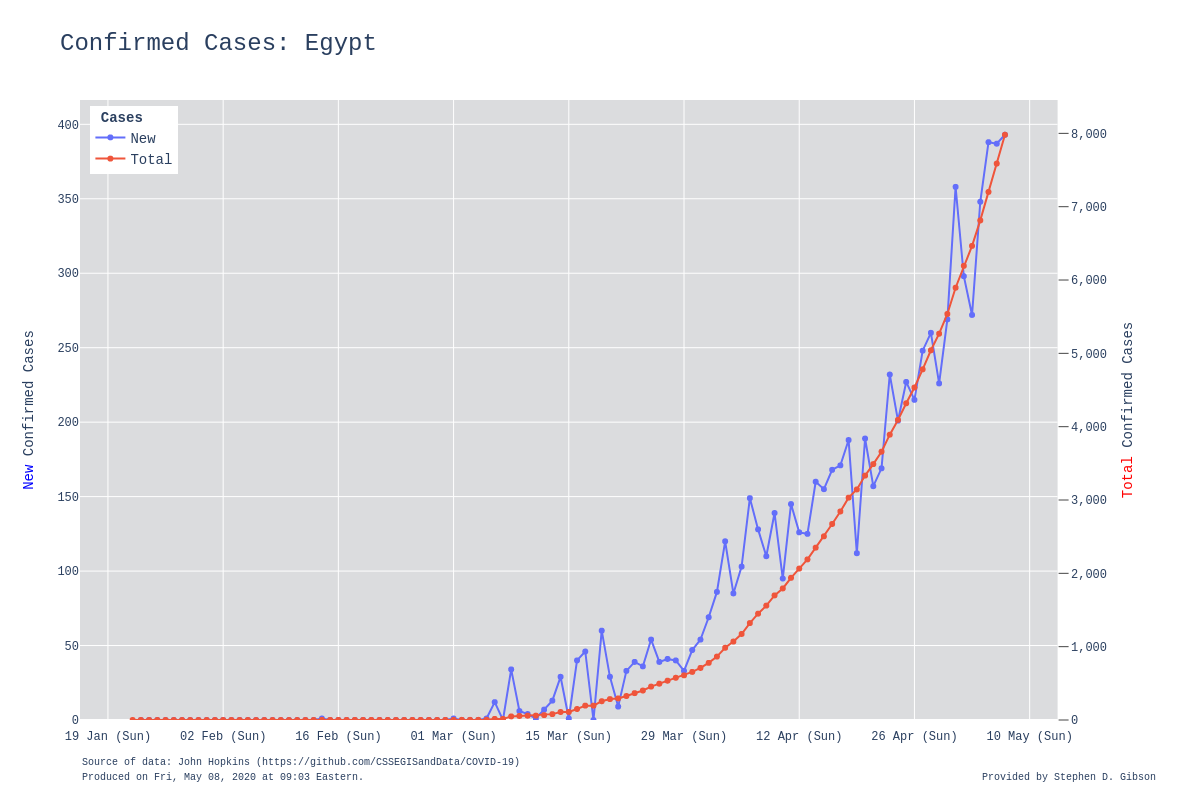 Confirmed Cases: Egypt
Cases
New
Total
400
350
300
250
200
150
100
50
0
New Confirmed Cases
8,000
7,000
6,000
5,000
4,000
3,000
2,000
1,000
0
Total Confirmed Cases
19 Jan (Sun) 02 Feb (Sun) 16 Feb (Sun) 01 Mar (Sun) 15 Mar (Sun) 29 Mar (Sun) 12 Apr (Sun) 26 Apr (Sun) 10 May (Sun)
Source of data: John Hopkins (https://github.com/CSSEGISandData/COVID-19)
Produced on Fri, May 08, 2020 at 09:03 Eastern.
Provided by Stephen D. Gibson